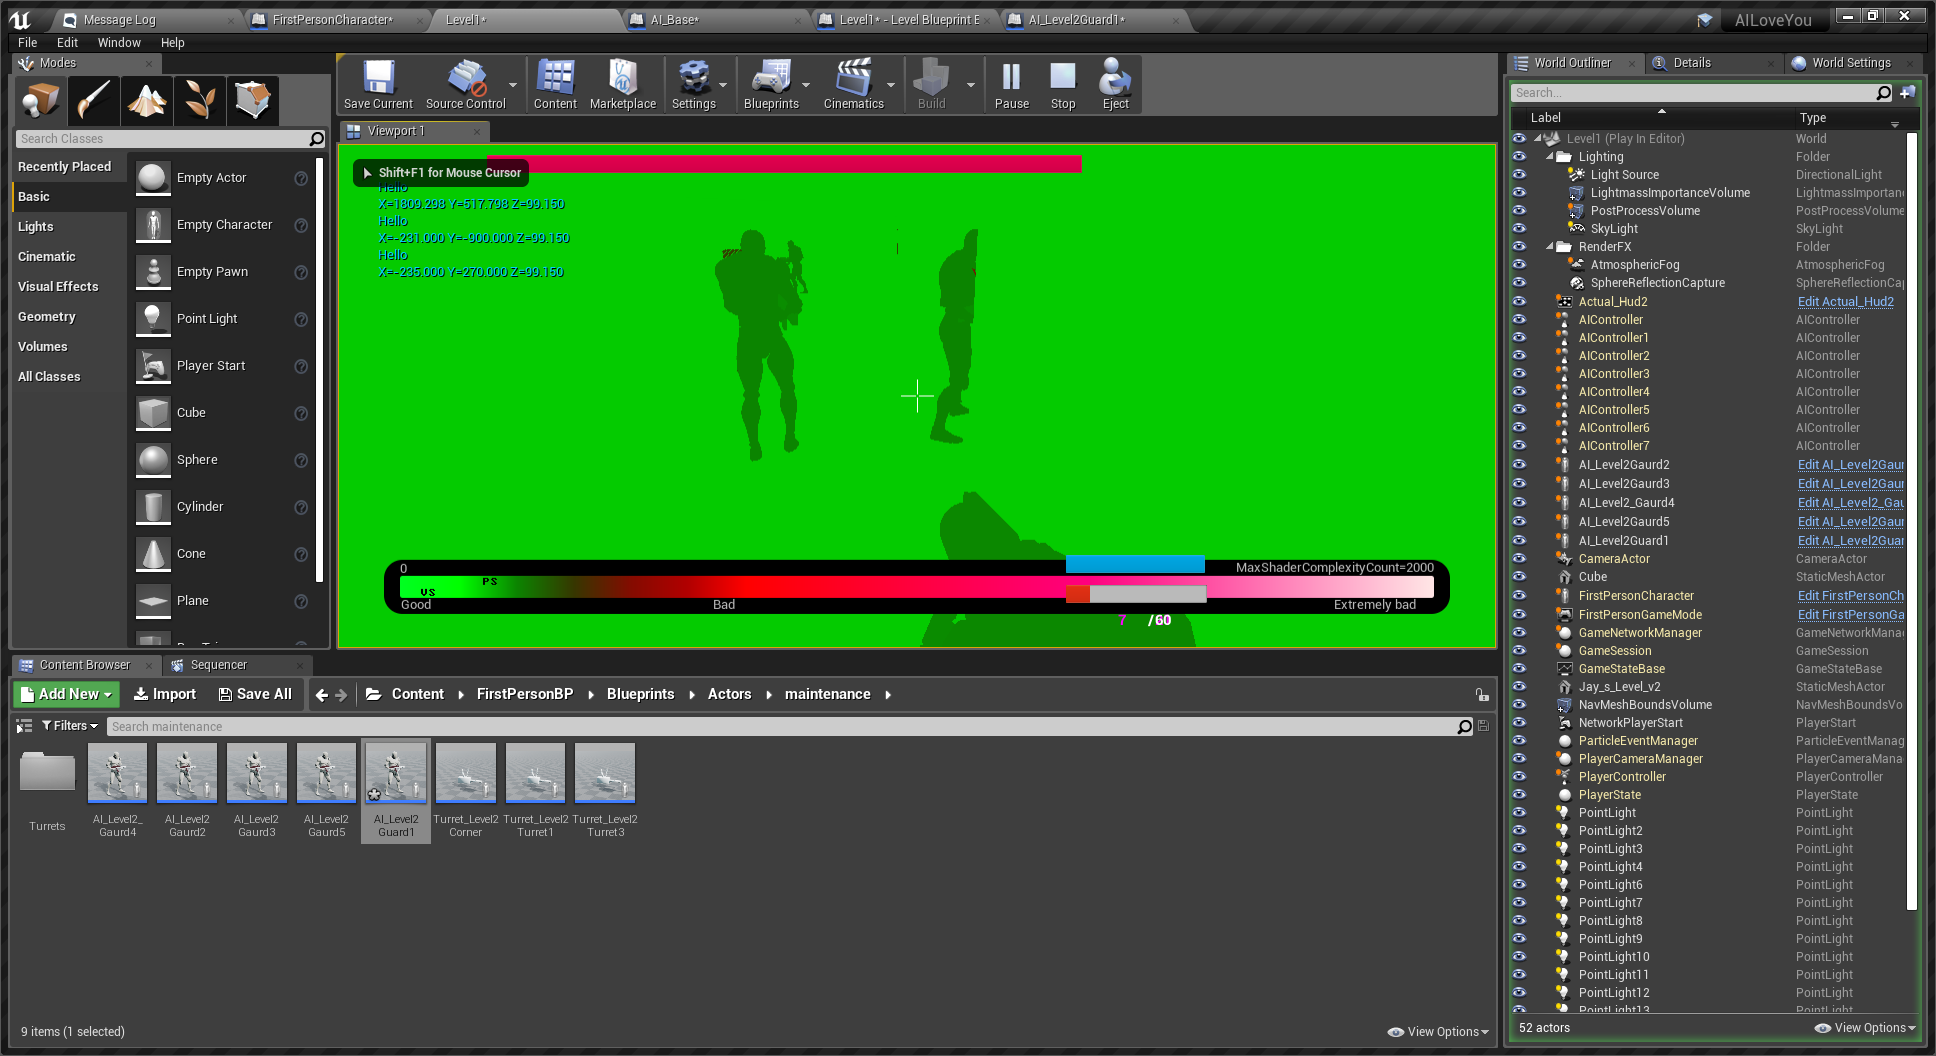 Message Log
FirstPersonCharacter*
Level1*
AI_Base*
Level1* - Level Blueprint E
AI_Level2Guard1*
AILoveYou
File Edit Window Help
Modes
Search Classes
Recently Placed
Basic
Lights
Cinematic
Visual Effects
Geometry
Volumes
All Classes
Empty Actor
Empty Character
Empty Pawn
Point Light
Player Start
Cube
Sphere
Cylinder
Cone
Plane
Save Current
Source Control
Content
Marketplace
Settings
Blueprints
Cinematics
Build
Pause
Stop
Eject
Viewport 1
Shift+F1 for Mouse Cursor
Hello
X=1809.298 Y=517.798 Z=99.150
Hello
X=-231.000 Y=-900.000 Z=99.150
Hello
X=-235.000 Y=270.000 Z=99.150
0
MaxShaderComplexityCount=2000
PS
VS
Good
Bad
Extremely bad
7 /60
Content Browser
Sequencer
Add New
Import
Save All
Content
FirstPersonBP
Blueprints
Actors
maintenance
Filters
Search maintenance
Turrets
AI_Level2_
Gaurd4
AI_Level2
Gaurd2
AI_Level2
Gaurd3
AI_Level2
Gaurd5
AI_Level2
Guard1
Turret_Level2
Corner
Turret_Level2
Turret1
Turret_Level2
Turret3
9 items (1 selected)
View Options
World Outliner
Details
World Settings
Search...
Label Type
Level1 (Play In Editor) World
Lighting Folder
Light Source DirectionalLight
LightmassImportanceVolume LightmassImportan
PostProcessVolume PostProcessVolume
SkyLight SkyLight
RenderFX Folder
AtmosphericFog AtmosphericFog
SphereReflectionCapture SphereReflectionCap
Actual_Hud2 Edit Actual_Hud2
AIController AIController
AIController1 AIController
AIController2 AIController
AIController3 AIController
AIController4 AIController
AIController5 AIController
AIController6 AIController
AIController7 AIController
AI_Level2Gaurd2 Edit AI_Level2Gaur
AI_Level2Gaurd3 Edit AI_Level2Gaur
AI_Level2_Gaurd4 Edit AI_Level2_Gau
AI_Level2Gaurd5 Edit AI_Level2Gaur
AI_Level2Guard1 Edit AI_Level2Guar
CameraActor CameraActor
Cube StaticMeshActor
FirstPersonCharacter Edit FirstPersonCh
FirstPersonGameMode Edit FirstPersonGa
GameNetworkManager GameNetworkMana
GameSession GameSession
GameStateBase GameStateBase
Jay_s_Level_v2 StaticMeshActor
NavMeshBoundsVolume NavMeshBoundsVo
NetworkPlayerStart PlayerStart
ParticleEventManager ParticleEventManag
PlayerCameraManager PlayerCameraMana
PlayerController PlayerController
PlayerState PlayerState
PointLight PointLight
PointLight2 PointLight
PointLight3 PointLight
PointLight4 PointLight
PointLight6 PointLight
PointLight7 PointLight
PointLight8 PointLight
PointLight9 PointLight
PointLight10 PointLight
PointLight11 PointLight
PointLight12 PointLight
PointLight13 PointLight
52 actors
View Options